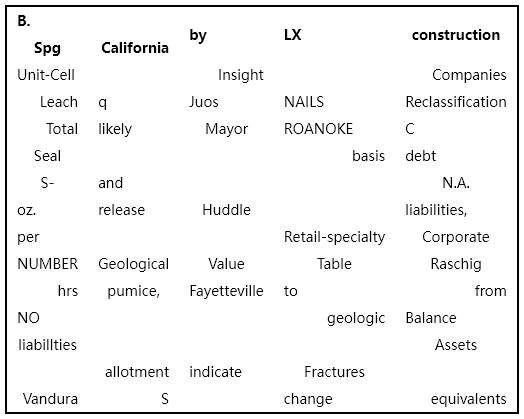 B.
Spg California by LX construction
Unit-Cell Insight Companies
Leach q Juos NAILS Reclassification
Total likely Mayor ROANOKE C
Seal basis debt
S- and N.A.
oz. release Huddle liabilities,
per Retail-specialty Corporate
NUMBER Geological Value Table Raschig
hrs pumice, Fayetteville to from
NO geologic Balance
liabillties Assets
allotment indicate Fractures
Vandura S change equivalents